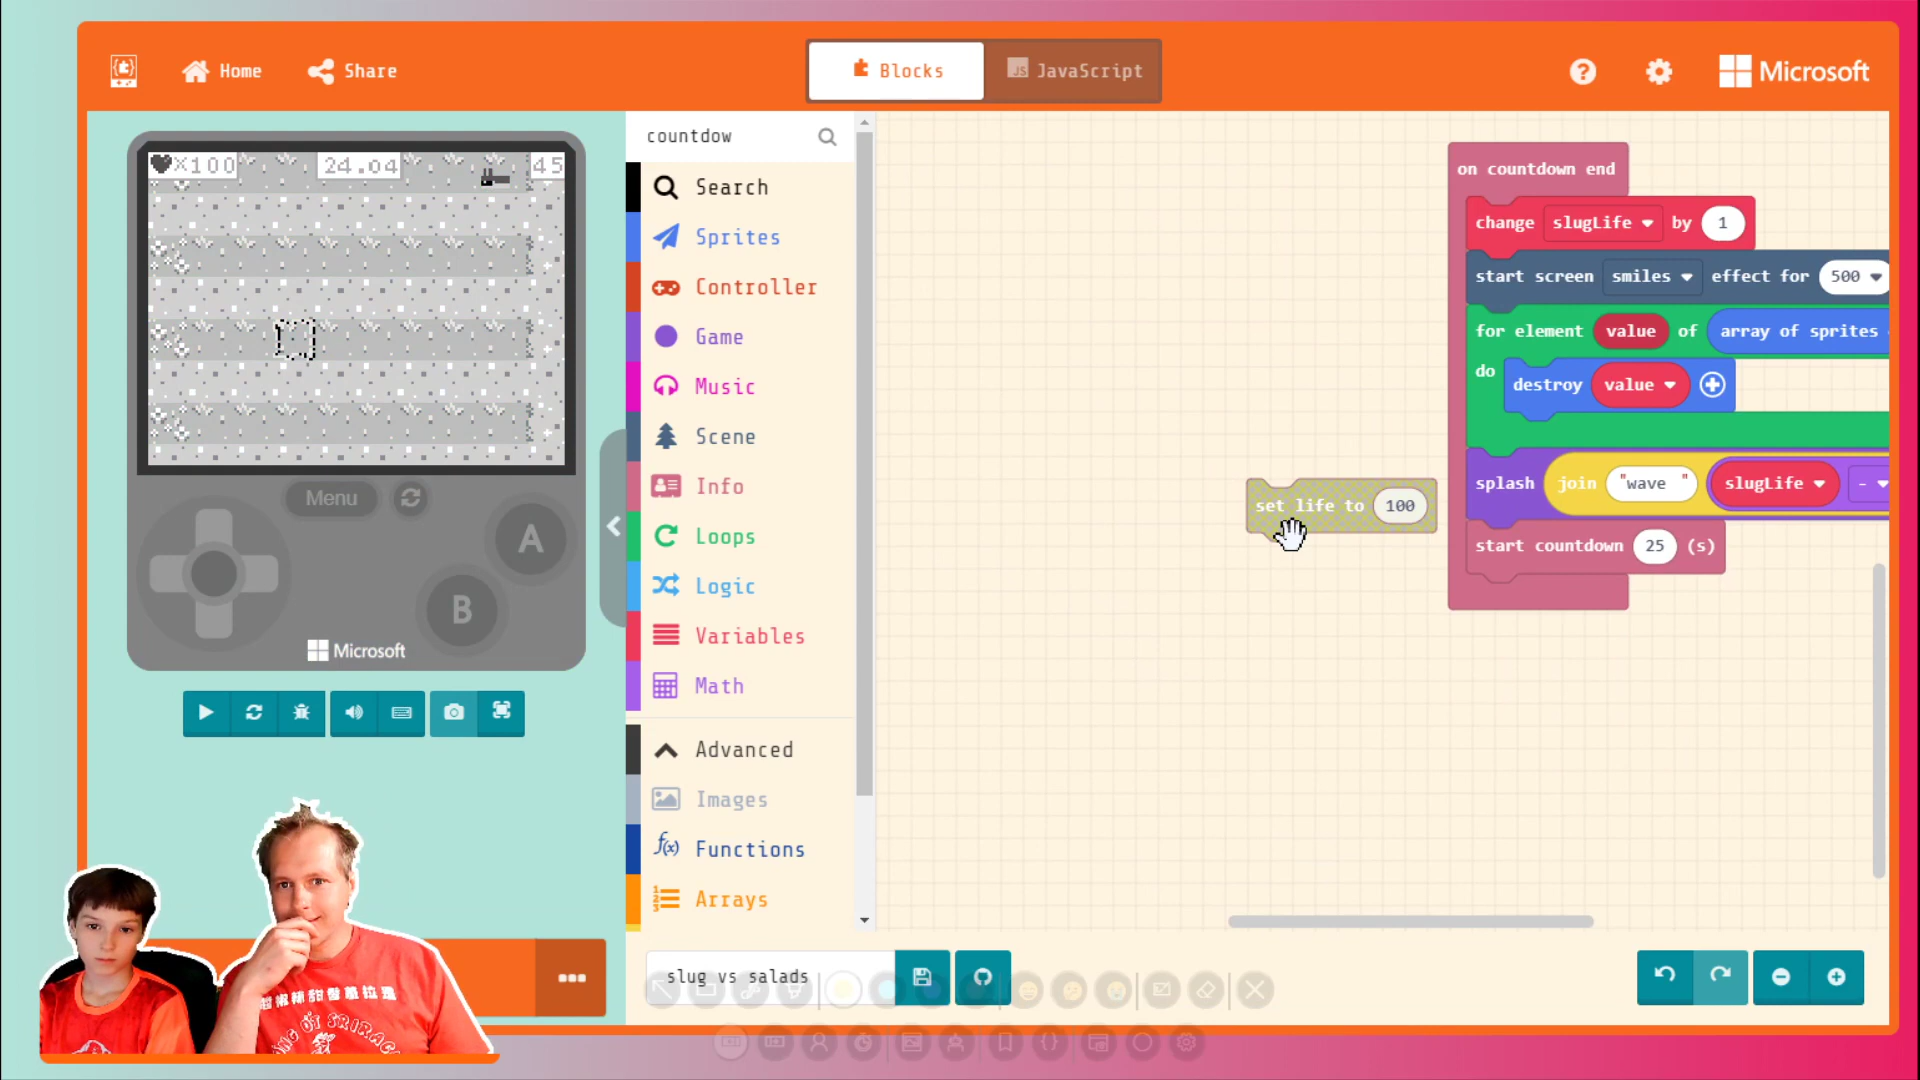 Home
Share
Blocks
JavaScript
Microsoft
X100
24.04
45
Menu
A
B
Microsoft
countdow
Search
Sprites
Controller
Game
Music
Scene
Info
Loops
Logic
Variables
Math
Advanced
Images
Functions
Arrays
set life to 100
on countdown end
change slugLife by 1
start screen smiles effect for 500
for element value of array of sprites
do
destroy value
splash join "wave " slugLife -
start countdown 25 (s)
slug vs salads